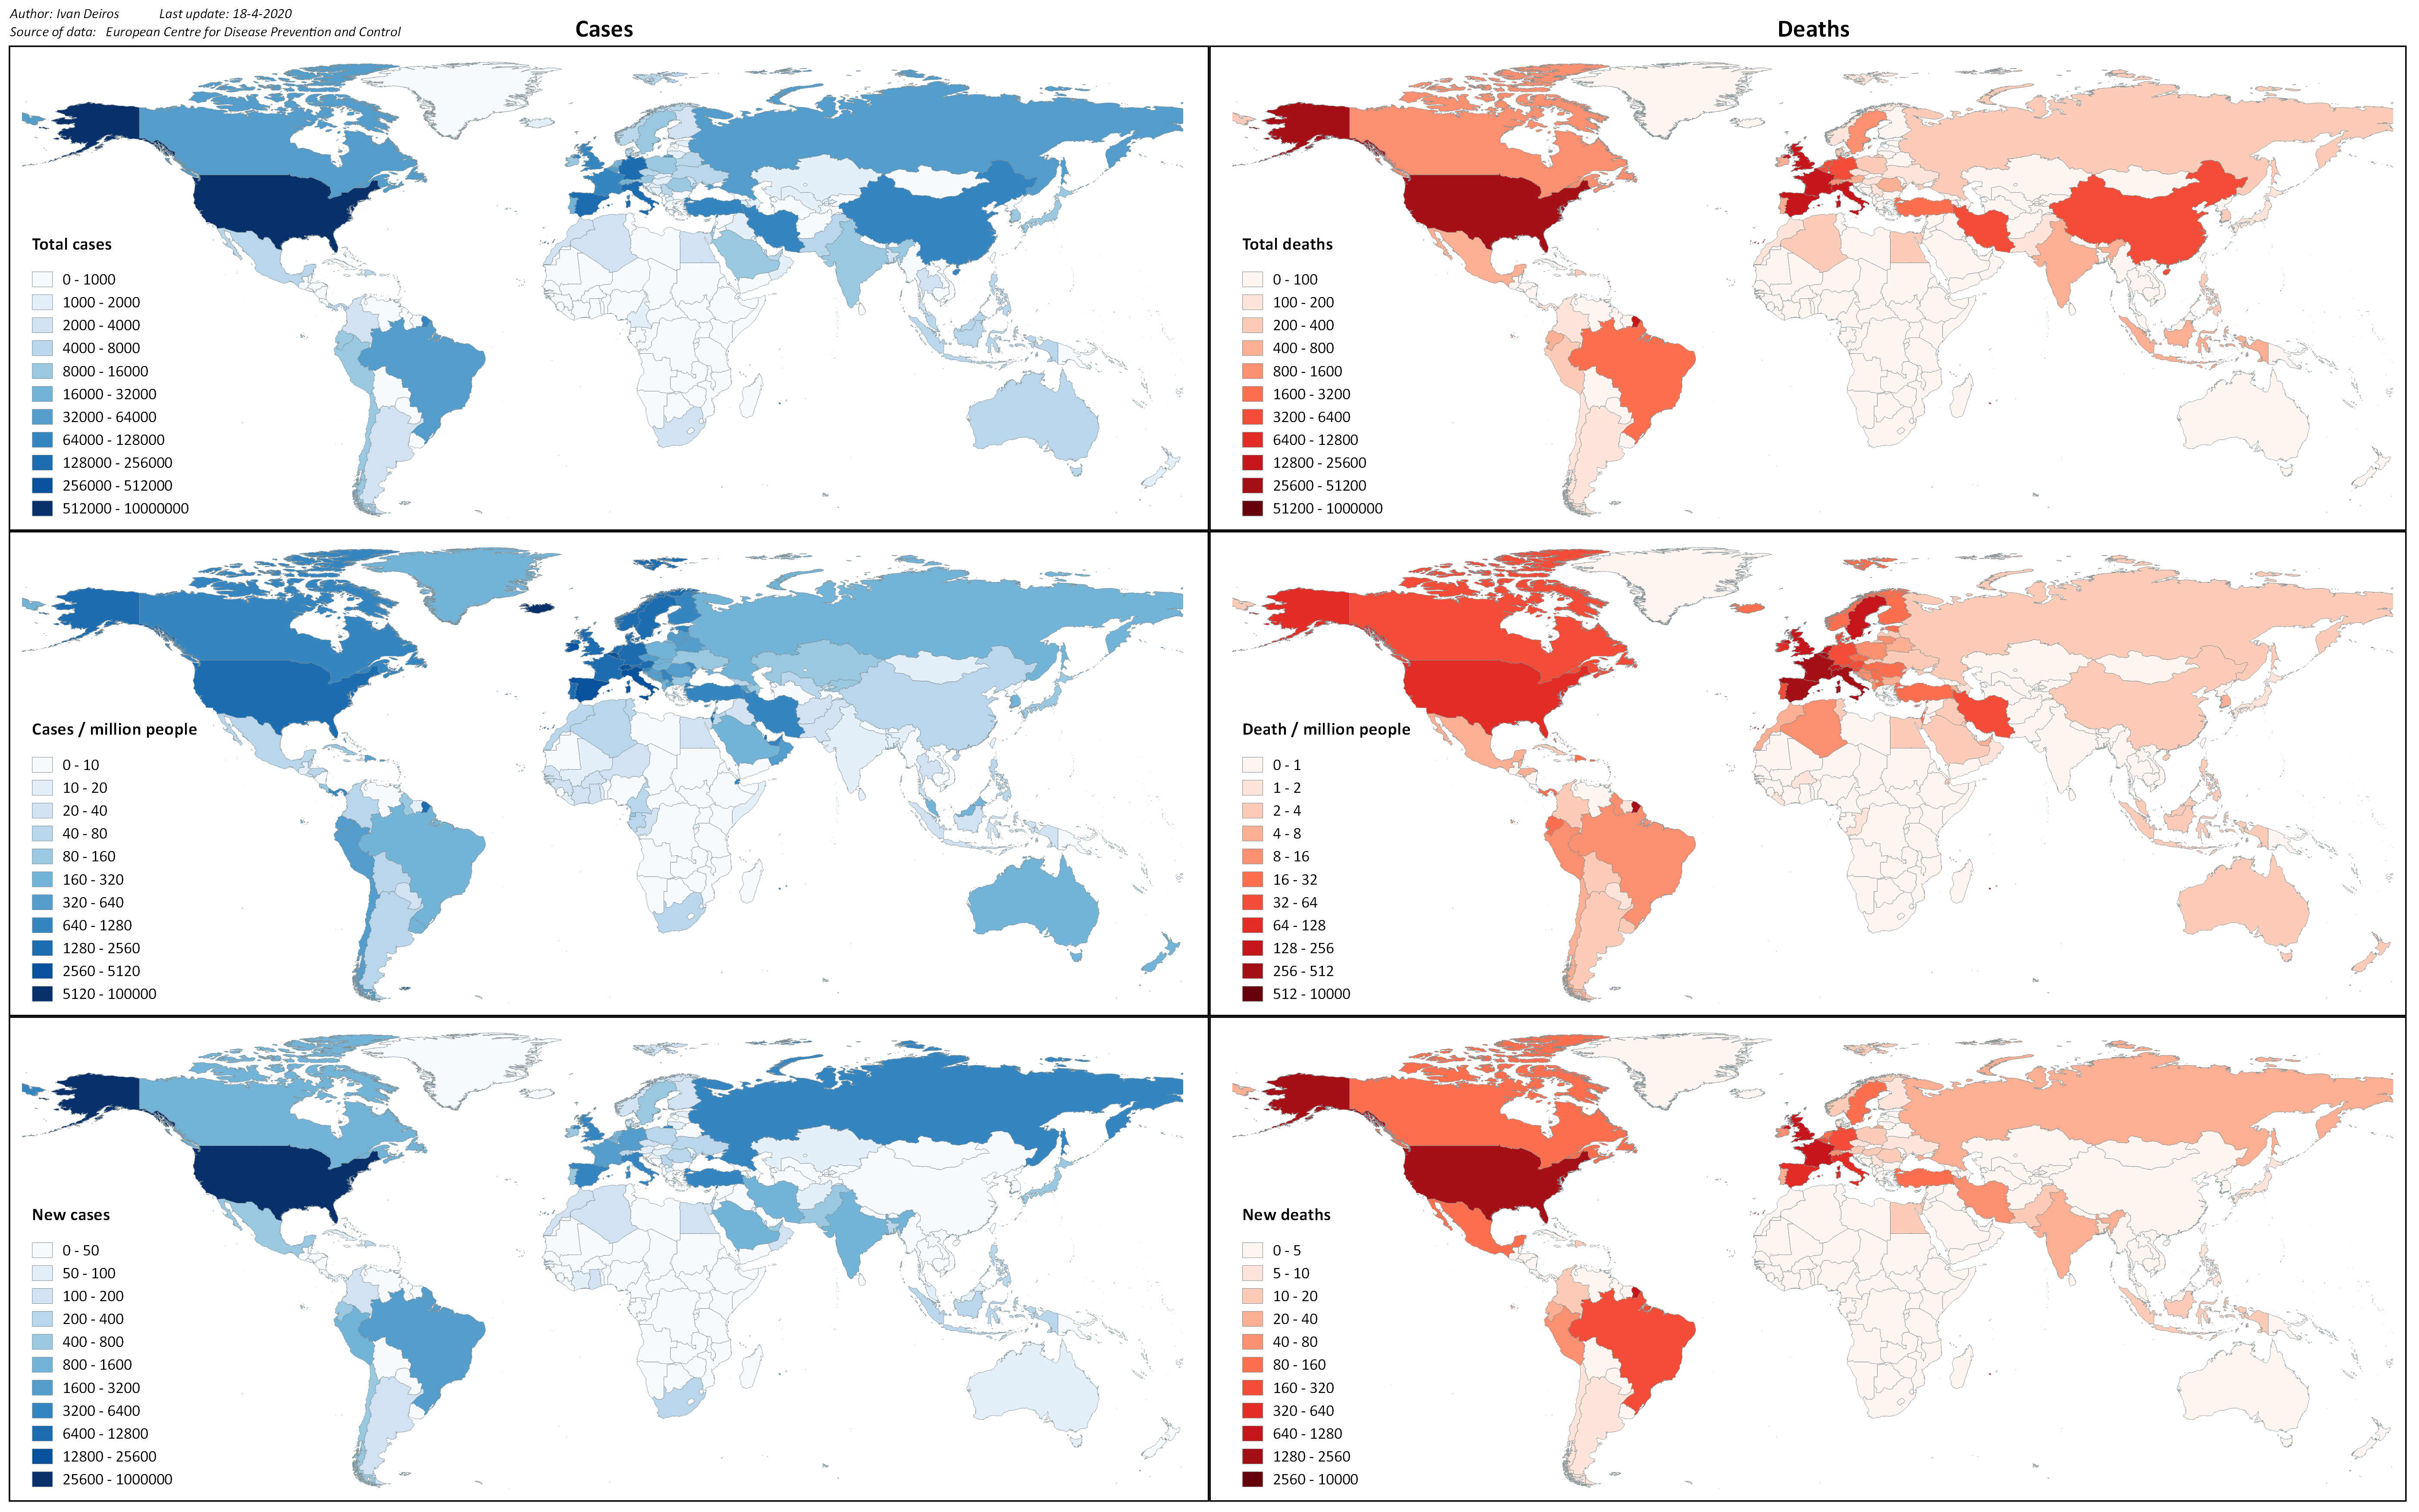 Author: Ivan Deiros Last update: 18-4-2020
Source of data: European Centre for Disease Prevention and Control
Cases
Deaths
Total cases
0 - 1000
1000 - 2000
2000 - 4000
4000 - 8000
8000 - 16000
16000 - 32000
32000 - 64000
64000 - 128000
128000 - 256000
256000 - 512000
512000 - 10000000
Total deaths
0 - 100
100 - 200
200 - 400
400 - 800
800 - 1600
1600 - 3200
3200 - 6400
6400 - 12800
12800 - 25600
25600 - 51200
51200 - 1000000
Cases / million people
0 - 10
10 - 20
20 - 40
40 - 80
80 - 160
160 - 320
320 - 640
640 - 1280
1280 - 2560
2560 - 5120
5120 - 100000
Death / million people
0 - 1
1 - 2
2 - 4
4 - 8
8 - 16
16 - 32
32 - 64
64 - 128
128 - 256
256 - 512
512 - 10000
New cases
0 - 50
50 - 100
100 - 200
200 - 400
400 - 800
800 - 1600
1600 - 3200
3200 - 6400
6400 - 12800
12800 - 25600
25600 - 1000000
New deaths
0 - 5
5 - 10
10 - 20
20 - 40
40 - 80
80 - 160
160 - 320
320 - 640
640 - 1280
1280 - 2560
2560 - 10000